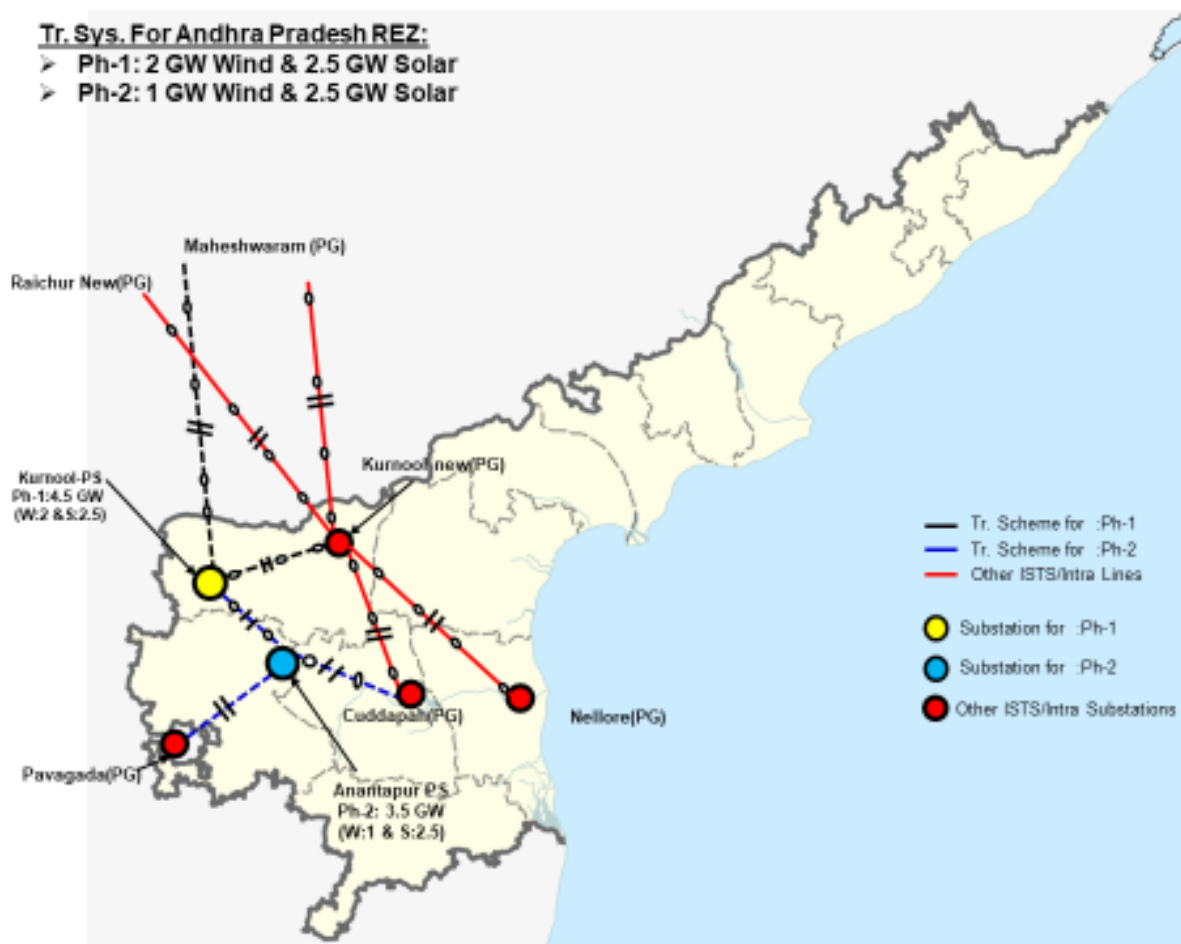 Tr. Sys. For Andhra Pradesh REZ:
➢ Ph-1: 2 GW Wind & 2.5 GW Solar
➢ Ph-2: 1 GW Wind & 2.5 GW Solar
Maheshwaram (PG)
Raichur New(PG)
Kurnool new(PG)
Kurnool-PS
Ph-1:4.5 GW
(W:2 &S:2.5)
Tr. Scheme for :Ph-1
Tr. Scheme for :Ph-2
Other ISTS/Intra Lines
Substation for :Ph-1
Substation for :Ph-2
Other ISTS/Intra Substations
Cuddapah(PG)
Nellore(PG)
Pavagada(PG)
Anantapur PS
Ph-2: 3.5 GW
(W:1 & S:2.5)